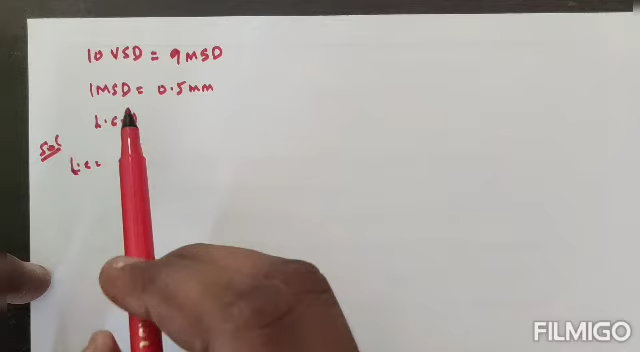 10 VSD = 9 MSD
1 MSD = 0.5 mm
L.C.
Sol
L.C =
FILMIGO